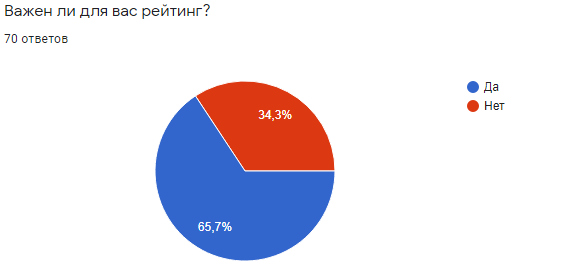 Важен ли для вас рейтинг?
70 ответов
Да
Нет
34,3%
65,7%